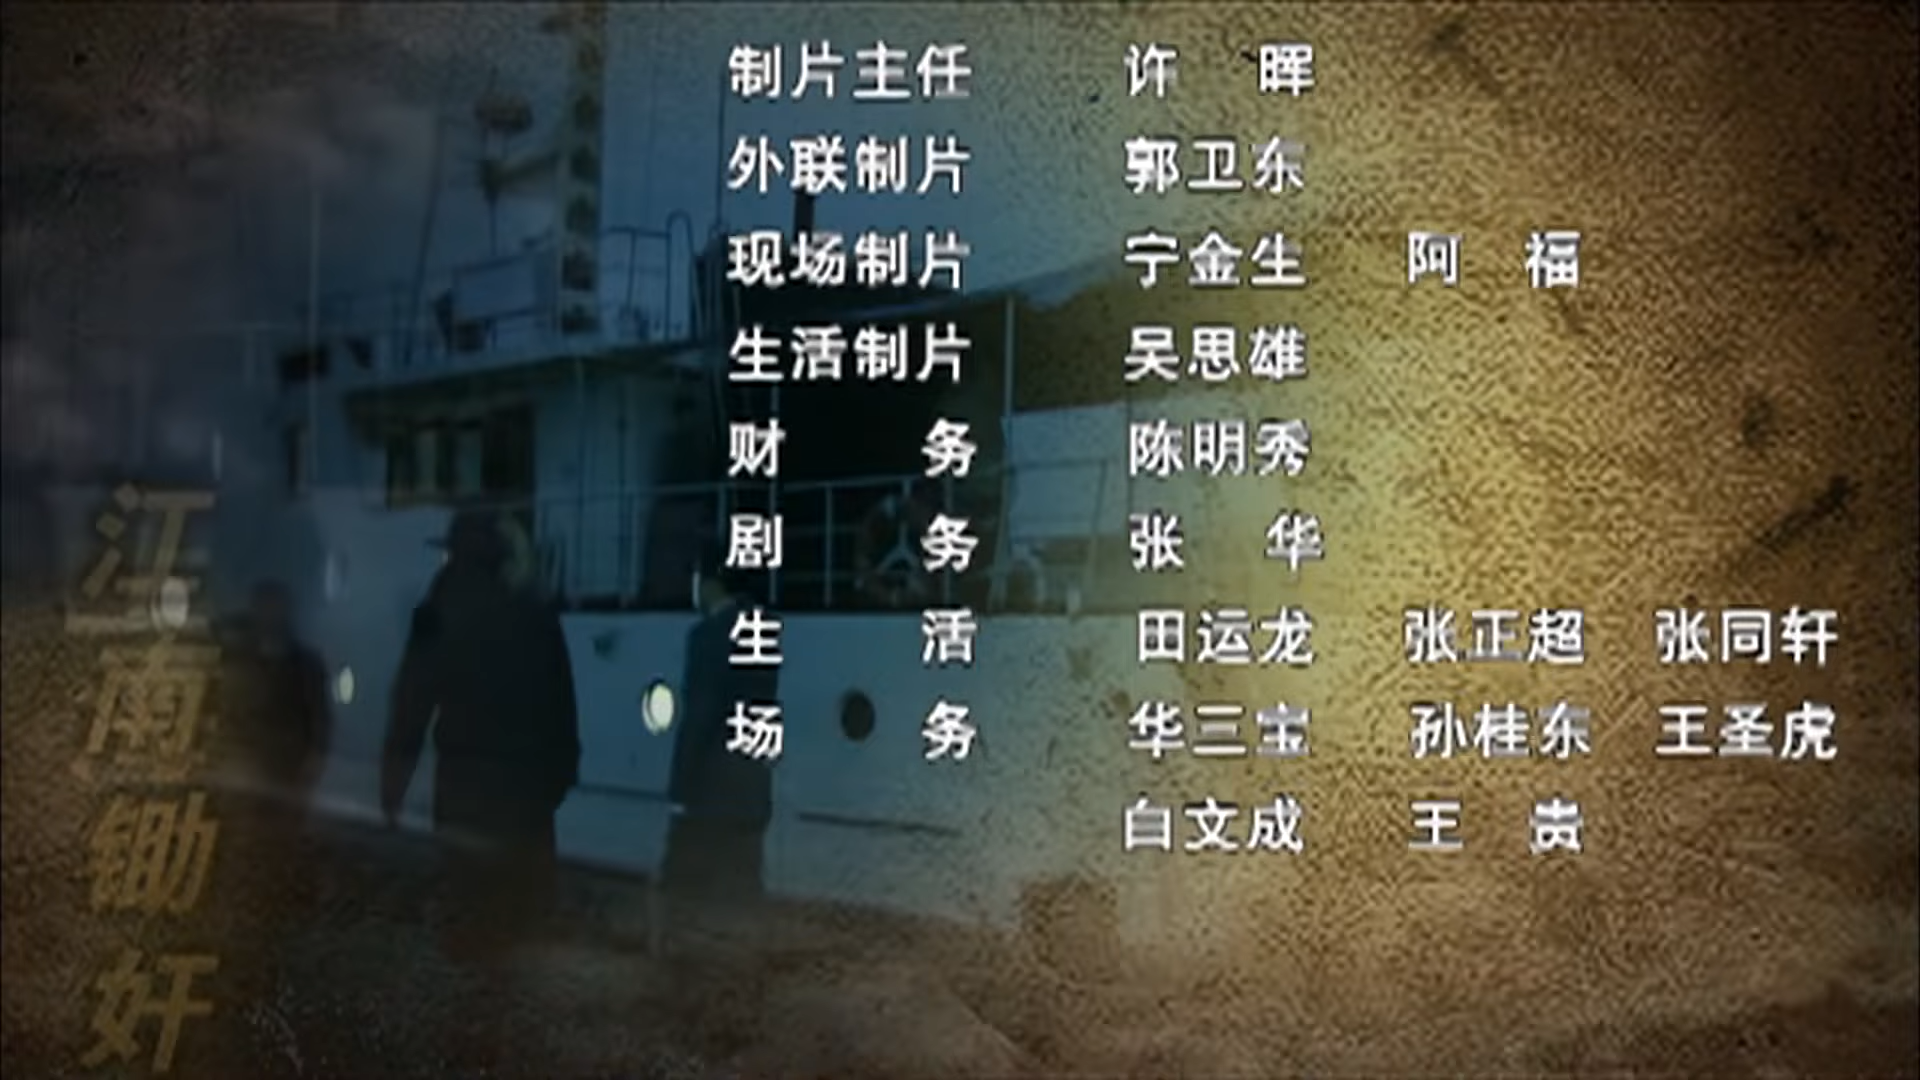 制片主任 许 晖
外联制片 郭卫东
现场制片 宁金生 阿 福
生活制片 吴思雄
财 务 陈明秀
剧 务 张 华
生 活 田运龙 张正超 张同轩
场 务 华三宝 孙桂东 王圣虎
白文成 王 贵
江南锄奸